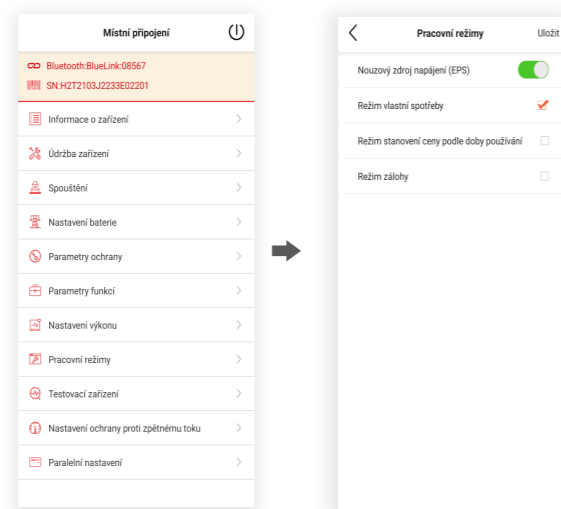 Místní připojení
Bluetooth:BlueLink:08567
SN:H2T2103J2233E02201
Informace o zařízení
Údržba zařízení
Spouštění
Nastavení baterie
Parametry ochrany
Parametry funkcí
Nastavení výkonu
Pracovní režimy
Testovací zařízení
Nastavení ochrany proti zpětnému toku
Paralelní nastavení
Pracovní režimy
Uložit
Nouzový zdroj napájení (EPS)
Režim vlastní spotřeby
Režim stanovení ceny podle doby používání
Režim zálohy